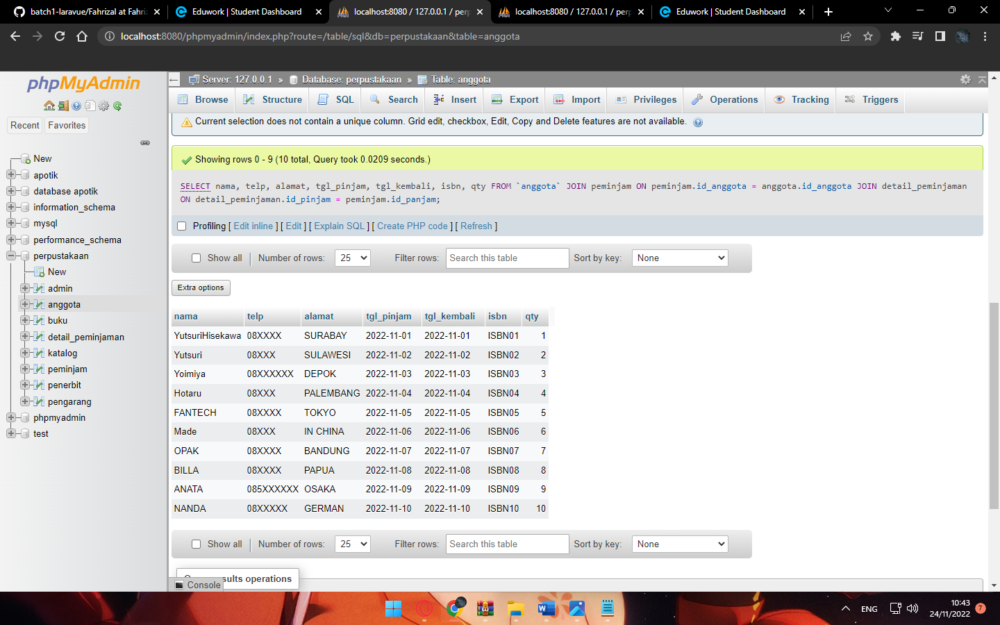 batch1-laravue/Fahrizal at Fahri
Eduwork | Student Dashboard
localhost:8080 / 127.0.0.1 / perp
localhost:8080 / 127.0.0.1 / perp
Eduwork | Student Dashboard
localhost:8080/phpmyadmin/index.php?route=/table/sql&db=perpustakaan&table=anggota
phpMyAdmin
Recent Favorites
New
apotik
database apotik
information_schema
mysql
performance_schema
perpustakaan
New
admin
anggota
buku
detail_peminjaman
katalog
peminjam
penerbit
pengarang
phpmyadmin
test
Server: 127.0.0.1 » Database: perpustakaan » Table: anggota
Browse Structure SQL Search Insert Export Import Privileges Operations Tracking Triggers
Current selection does not contain a unique column. Grid edit, checkbox, Edit, Copy and Delete features are not available.
Showing rows 0 - 9 (10 total, Query took 0.0209 seconds.)
SELECT nama, telp, alamat, tgl_pinjam, tgl_kembali, isbn, qty FROM `anggota` JOIN peminjam ON peminjam.id_anggota = anggota.id_anggota JOIN detail_peminjaman
ON detail_peminjaman.id_pinjam = peminjam.id_panjam;
Profiling [ Edit inline ] [ Edit ] [ Explain SQL ] [ Create PHP code ] [ Refresh ]
Show all Number of rows: 25 Filter rows: Search this table Sort by key: None
Extra options
nama telp alamat tgl_pinjam tgl_kembali isbn qty
YutsuriHisekawa 08XXXX SURABAY 2022-11-01 2022-11-01 ISBN01 1
Yutsuri 08XXX SULAWESI 2022-11-02 2022-11-02 ISBN02 2
Yoimiya 08XXXXXX DEPOK 2022-11-03 2022-11-03 ISBN03 3
Hotaru 08XXX PALEMBANG 2022-11-04 2022-11-04 ISBN04 4
FANTECH 08XXXX TOKYO 2022-11-05 2022-11-05 ISBN05 5
Made 08XXX IN CHINA 2022-11-06 2022-11-06 ISBN06 6
OPAK 08XXXX BANDUNG 2022-11-07 2022-11-07 ISBN07 7
BILLA 08XXXX PAPUA 2022-11-08 2022-11-08 ISBN08 8
ANATA 085XXXXXX OSAKA 2022-11-09 2022-11-09 ISBN09 9
NANDA 08XXXXX GERMAN 2022-11-10 2022-11-10 ISBN10 10
Show all Number of rows: 25 Filter rows: Search this table Sort by key: None
sults operations
Console
ENG
10:43
24/11/2022
7